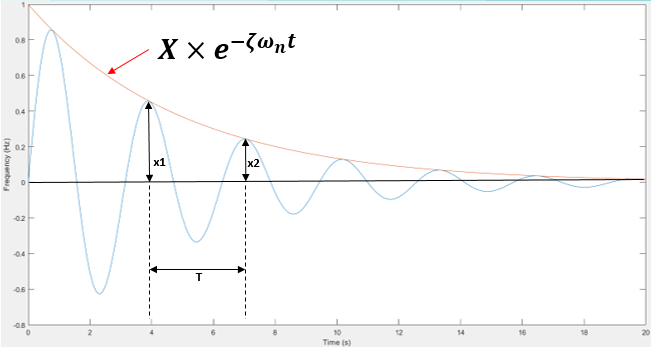 1
X × e^{−ζω_n t}
0.8
0.6
0.4
0.2
0
-0.2
-0.4
-0.6
-0.8
Frequency (Hz)
x1
x2
T
0 2 4 6 8 10 12 14 16 18 20
Time (s)